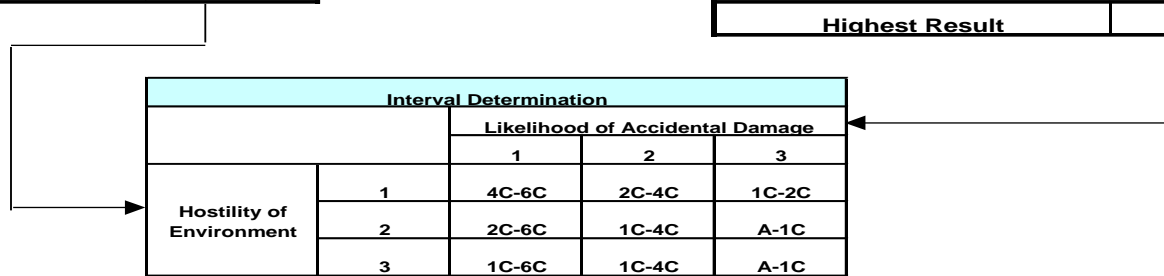 Highest Result
Interval Determination
Likelihood of Accidental Damage
1 2 3
Hostility of
Environment
1 4C-6C 2C-4C 1C-2C
2 2C-6C 1C-4C A-1C
3 1C-6C 1C-4C A-1C